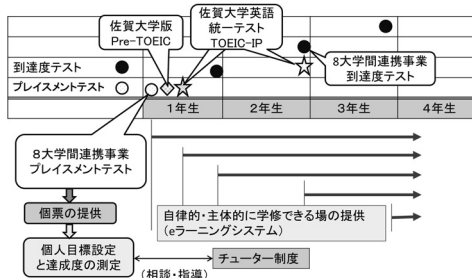 佐賀大学版
Pre-TOEIC
佐賀大学英語
統一テスト
TOEIC-IP
到達度テスト
8大学間連携事業
到達度テスト
プレイスメントテスト
1年生
2年生
3年生
4年生
8大学間連携事業
プレイスメントテスト
個票の提供
自律的・主体的に学修できる場の提供
(eラーニングシステム)
個人目標設定
と達成度の測定
チューター制度
(相談・指導)